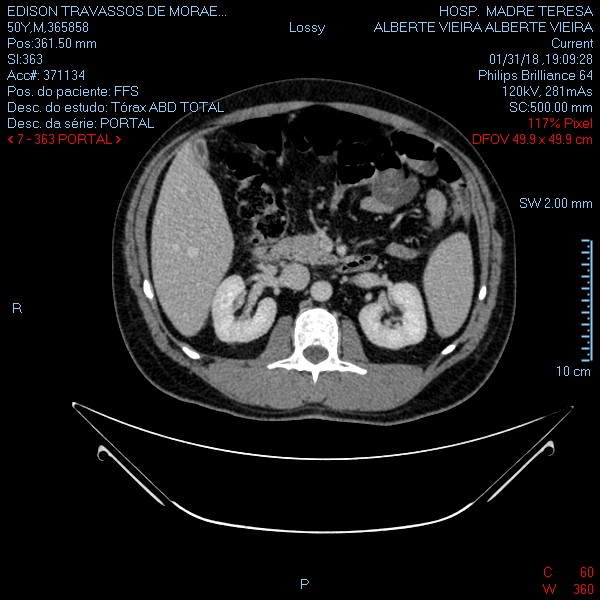 EDISON TRAVASSOS DE MORAE...
50Y,M,365858
Pos:361.50 mm
SI:363
Acc#: 371134
Pos. do paciente: FFS
Desc. do estudo: Tórax ABD TOTAL
Desc. da série: PORTAL
< 7 - 363 PORTAL >
Lossy
HOSP. MADRE TERESA
ALBERTE VIEIRA ALBERTE VIEIRA
Current
01/31/18 ,19:09:28
Philips Brilliance 64
120kV, 281mAs
SC:500.00 mm
117% Pixel
DFOV 49.9 x 49.9 cm
SW 2.00 mm
R
10 cm
P
C 60
W 360